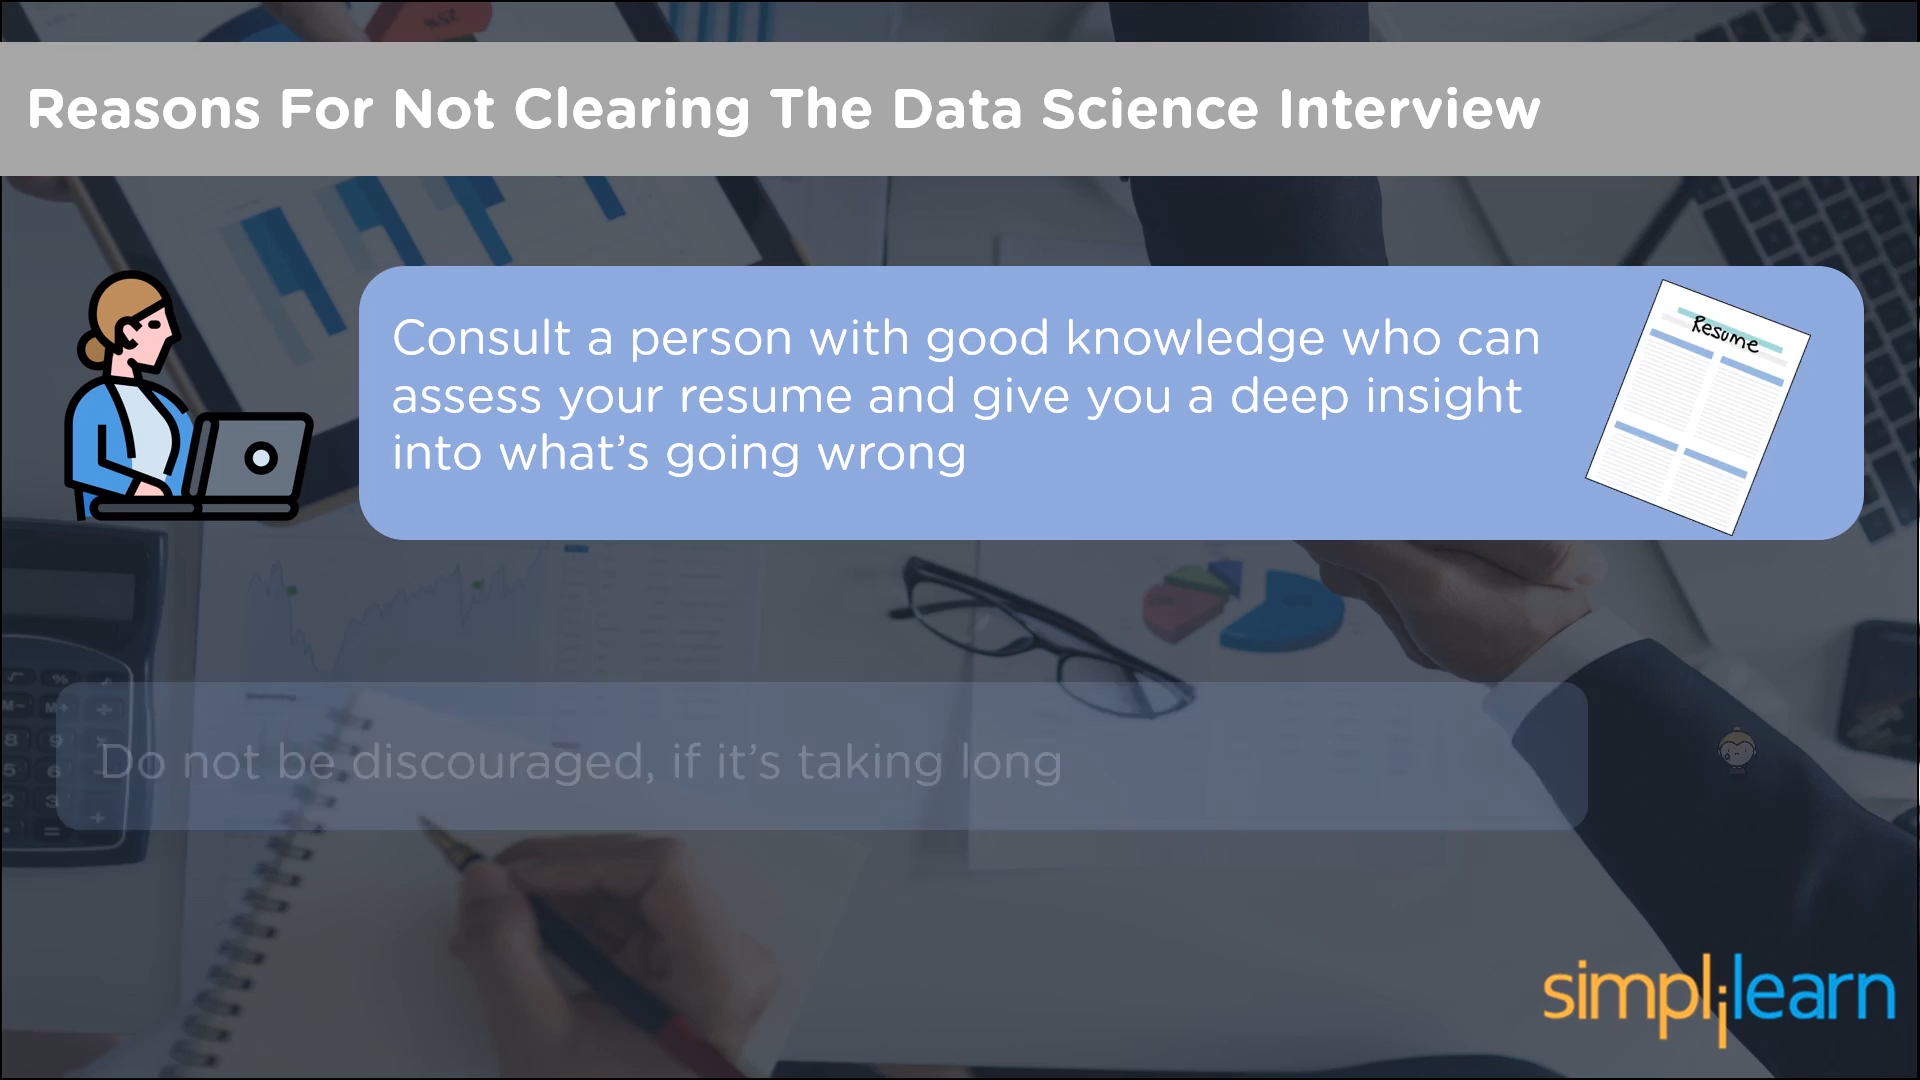 Reasons For Not Clearing The Data Science Interview
Consult a person with good knowledge who can
assess your resume and give you a deep insight
into what's going wrong
Resume
Do not be discouraged, if it's taking long
simplilearn